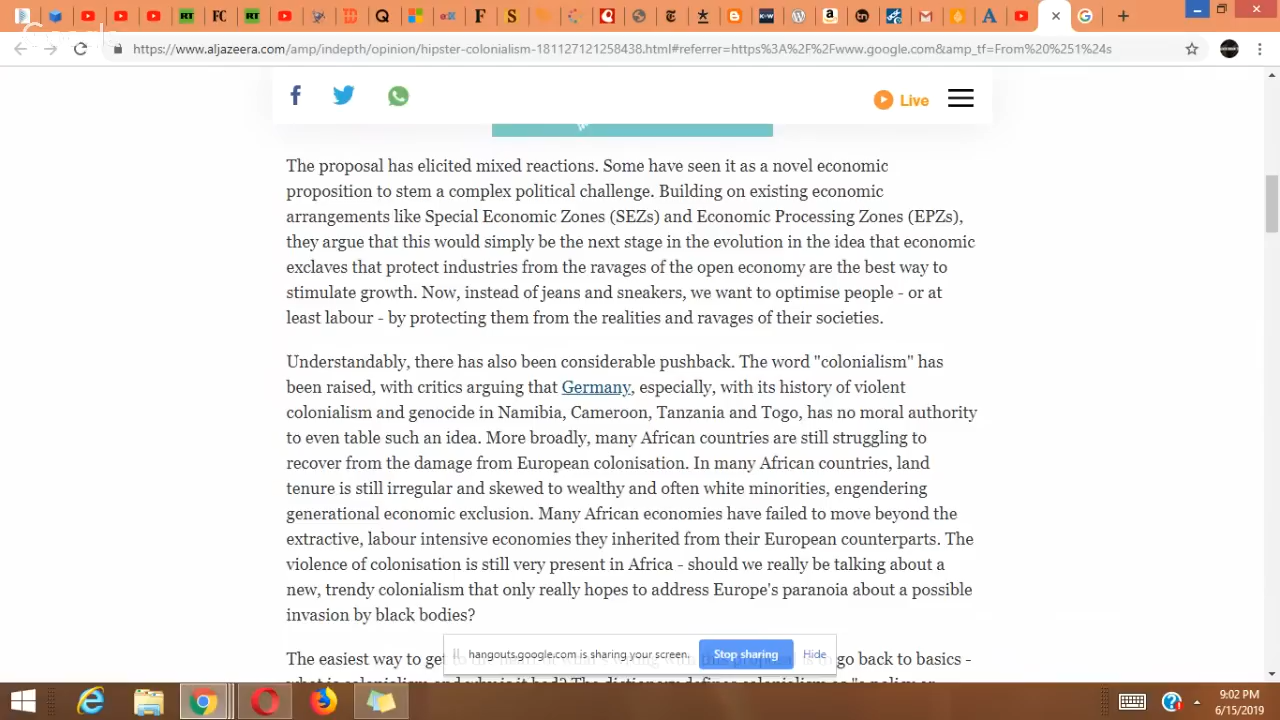 https://www.aljazeera.com/amp/indepth/opinion/hipster-colonialism-181127121258438.html#referrer=https%3A%2F%2Fwww.google.com&amp_tf=From%20%251%24s
Live
The proposal has elicited mixed reactions. Some have seen it as a novel economic
proposition to stem a complex political challenge. Building on existing economic
arrangements like Special Economic Zones (SEZs) and Economic Processing Zones (EPZs),
they argue that this would simply be the next stage in the evolution in the idea that economic
exclaves that protect industries from the ravages of the open economy are the best way to
stimulate growth. Now, instead of jeans and sneakers, we want to optimise people - or at
least labour - by protecting them from the realities and ravages of their societies.
Understandably, there has also been considerable pushback. The word "colonialism" has
been raised, with critics arguing that Germany, especially, with its history of violent
colonialism and genocide in Namibia, Cameroon, Tanzania and Togo, has no moral authority
to even table such an idea. More broadly, many African countries are still struggling to
recover from the damage from European colonisation. In many African countries, land
tenure is still irregular and skewed to wealthy and often white minorities, engendering
generational economic exclusion. Many African economies have failed to move beyond the
extractive, labour intensive economies they inherited from their European counterparts. The
violence of colonisation is still very present in Africa - should we really be talking about a
new, trendy colonialism that only really hopes to address Europe's paranoia about a possible
invasion by black bodies?
hangouts.google.com is sharing your screen. Stop sharing Hide
The easiest way to get go back to basics -
9:02 PM
6/15/2019